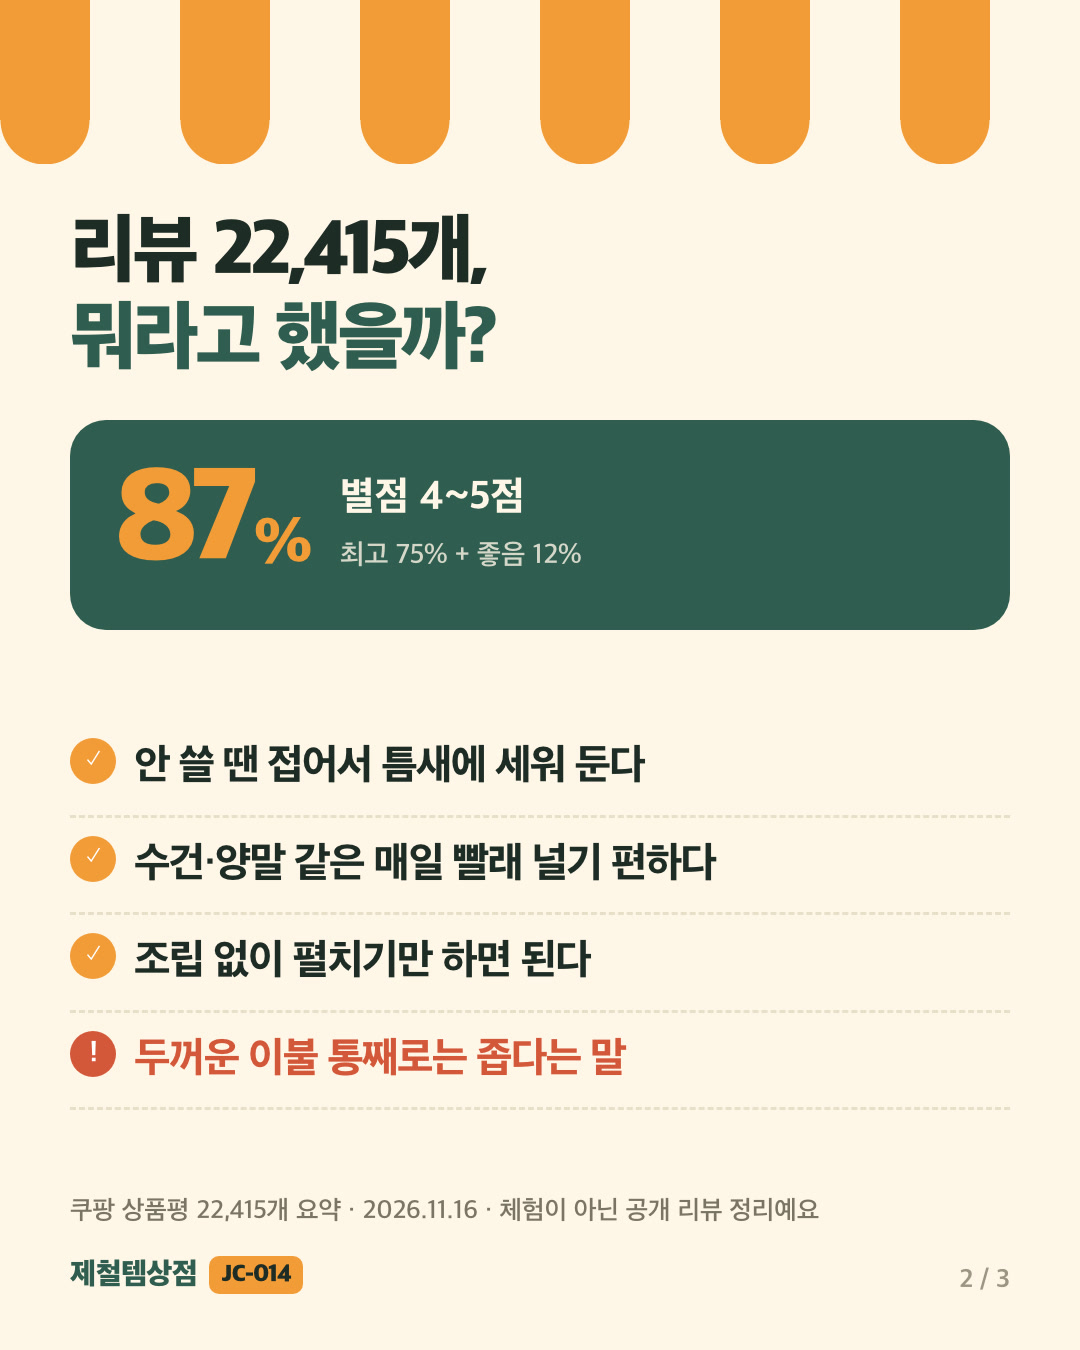 리뷰 22,415개,
뭐라고 했을까?
87%
별점 4~5점
최고 75% + 좋음 12%
✓ 안 쓸 땐 접어서 틈새에 세워 둔다
✓ 수건·양말 같은 매일 빨래 널기 편하다
✓ 조립 없이 펼치기만 하면 된다
! 두꺼운 이불 통째로는 좁다는 말
쿠팡 상품평 22,415개 요약 · 2026.11.16 · 체험이 아닌 공개 리뷰 정리예요
제철템상점 JC-014
2 / 3